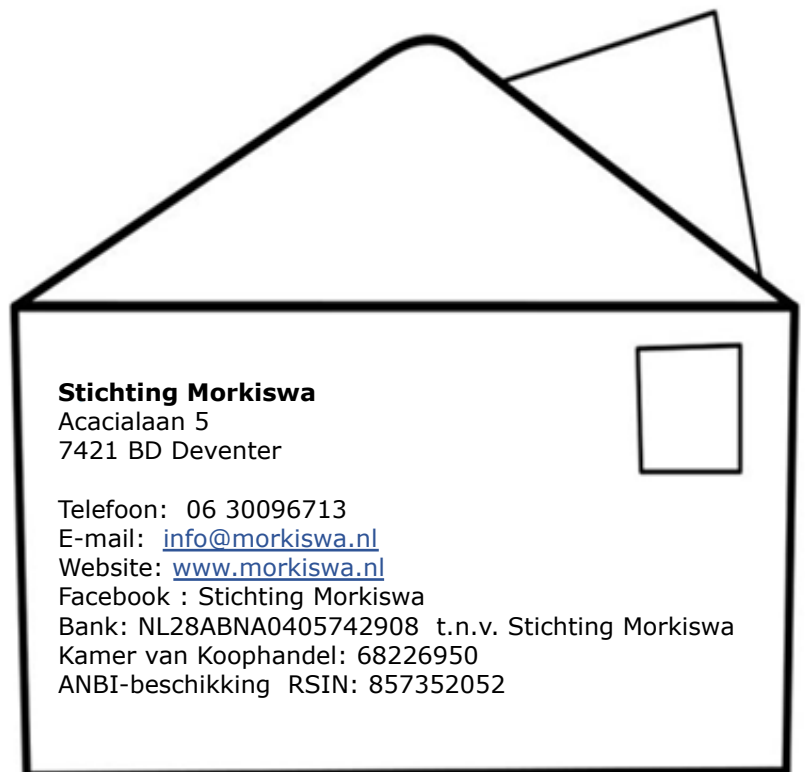 Stichting Morkiswa
Acacialaan 5
7421 BD Deventer
Telefoon: 06 30096713
E-mail: info@morkiswa.nl
Website: www.morkiswa.nl
Facebook : Stichting Morkiswa
Bank: NL28ABNA0405742908 t.n.v. Stichting Morkiswa
Kamer van Koophandel: 68226950
ANBI-beschikking RSIN: 857352052